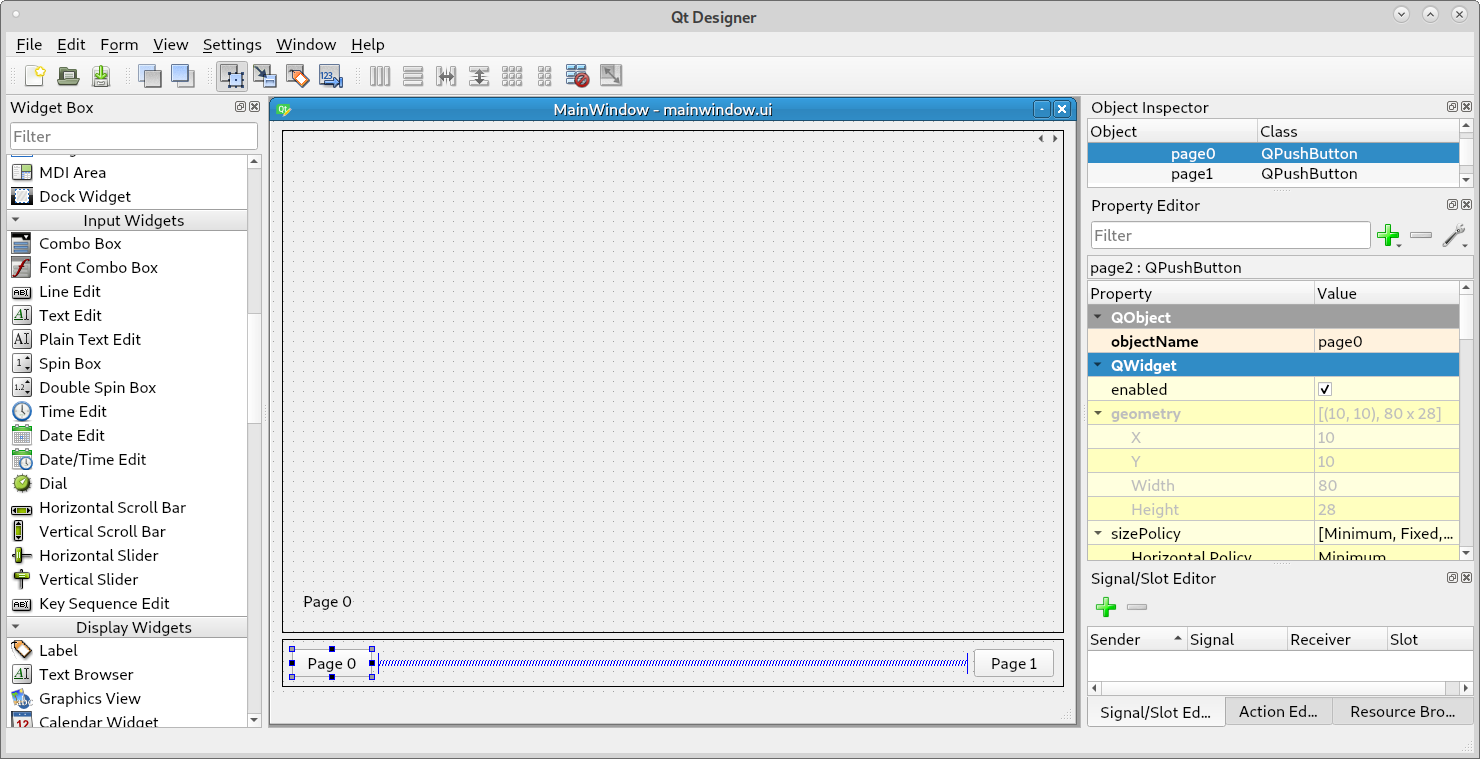 Qt Designer
File Edit Form View Settings Window Help
Widget Box
Filter
MDI Area
Dock Widget
Input Widgets
Combo Box
Font Combo Box
Line Edit
Text Edit
Plain Text Edit
Spin Box
Double Spin Box
Time Edit
Date Edit
Date/Time Edit
Dial
Horizontal Scroll Bar
Vertical Scroll Bar
Horizontal Slider
Vertical Slider
Key Sequence Edit
Display Widgets
Label
Text Browser
Graphics View
Calendar Widget
MainWindow - mainwindow.ui
Page 0
Page 0 Page 1
Object Inspector
Object Class
page0 QPushButton
page1 QPushButton
Property Editor
Filter
page2 : QPushButton
Property Value
QObject
objectName page0
QWidget
enabled
geometry [(10, 10), 80 x 28]
X 10
Y 10
Width 80
Height 28
sizePolicy [Minimum, Fixed,...
Horizontal Policy Minimum
Signal/Slot Editor
Sender Signal Receiver Slot
Signal/Slot Ed... Action Ed... Resource Bro...